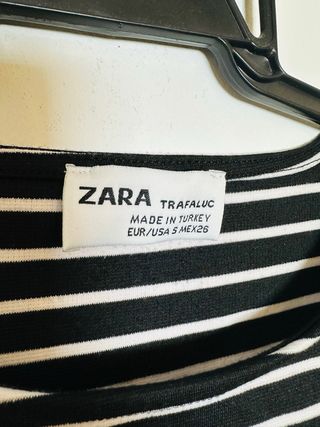 ZARA TRAFALUC
MADE IN TURKEY
EUR/USA S MEX26